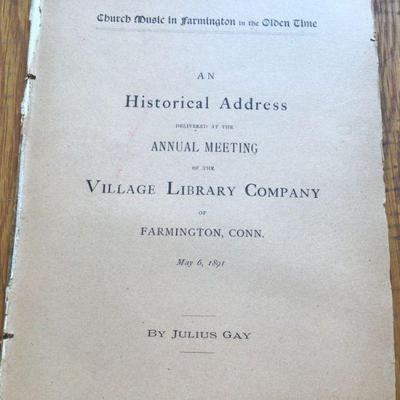 Church Music in Farmington in the Olden Time
AN
Historical Address
DELIVERED AT THE
ANNUAL MEETING
OF THE
VILLAGE LIBRARY COMPANY
OF
FARMINGTON, CONN.
May 6, 1891
BY JULIUS GAY